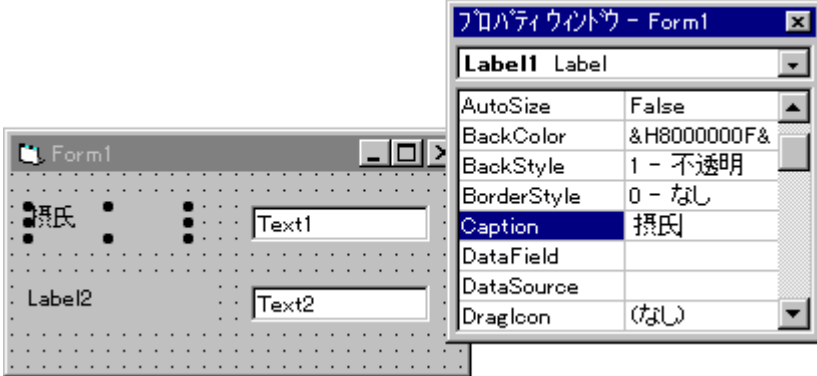 プロパティ ウィンドウ - Form1
Label1 Label
AutoSize False
BackColor &H8000000F&
BackStyle 1 - 不透明
BorderStyle 0 - なし
Caption 摂氏
DataField
DataSource
DragIcon (なし)
Form1
摂氏
Text1
Label2
Text2